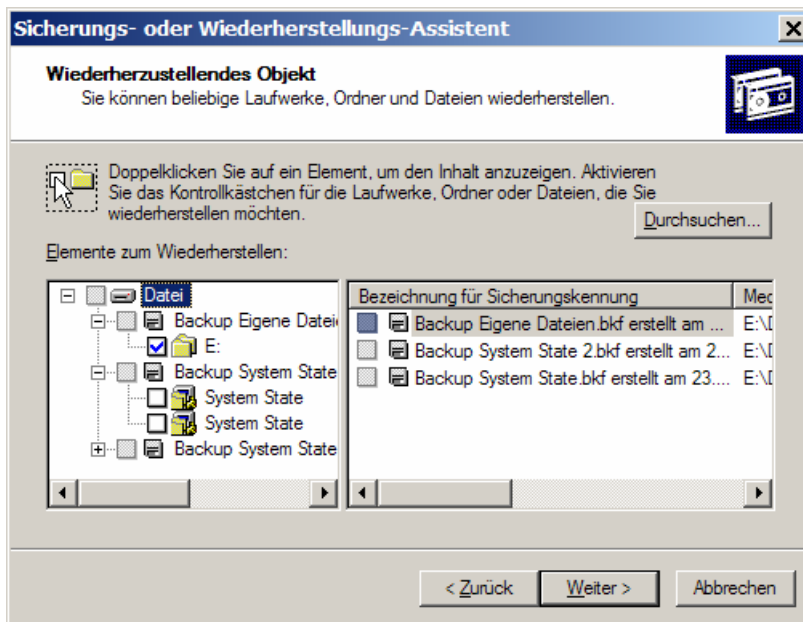 Sicherungs- oder Wiederherstellungs-Assistent
Wiederherzustellendes Objekt
Sie können beliebige Laufwerke, Ordner und Dateien wiederherstellen.
Doppelklicken Sie auf ein Element, um den Inhalt anzuzeigen. Aktivieren
Sie das Kontrollkästchen für die Laufwerke, Ordner oder Dateien, die Sie
wiederherstellen möchten.
Durchsuchen...
Elemente zum Wiederherstellen:
Datei
Backup Eigene Datei
E:
Backup System State
System State
System State
Backup System State
Bezeichnung für Sicherungskennung Med
Backup Eigene Dateien.bkf erstellt am ... E:\D
Backup System State 2.bkf erstellt am 2... E:\D
Backup System State.bkf erstellt am 23.... E:\D
< Zurück Weiter > Abbrechen